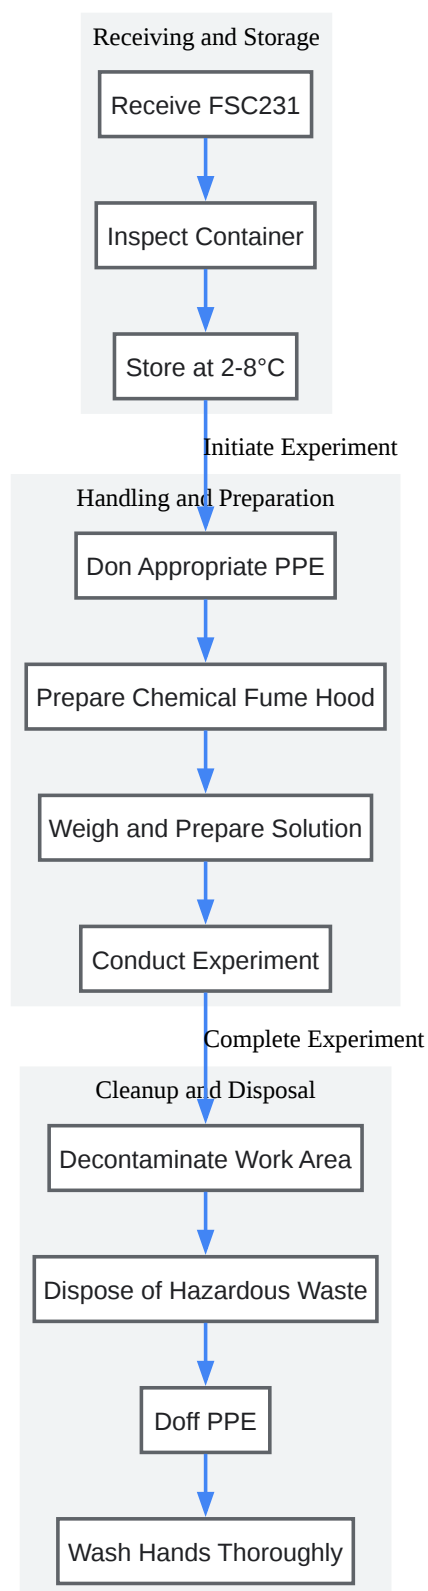 Receiving and Storage
Receive FSC231
Inspect Container
Store at 2-8°C
Initiate Experiment
Handling and Preparation
Don Appropriate PPE
Prepare Chemical Fume Hood
Weigh and Prepare Solution
Conduct Experiment
Complete Experiment
Cleanup and Disposal
Decontaminate Work Area
Dispose of Hazardous Waste
Doff PPE
Wash Hands Thoroughly